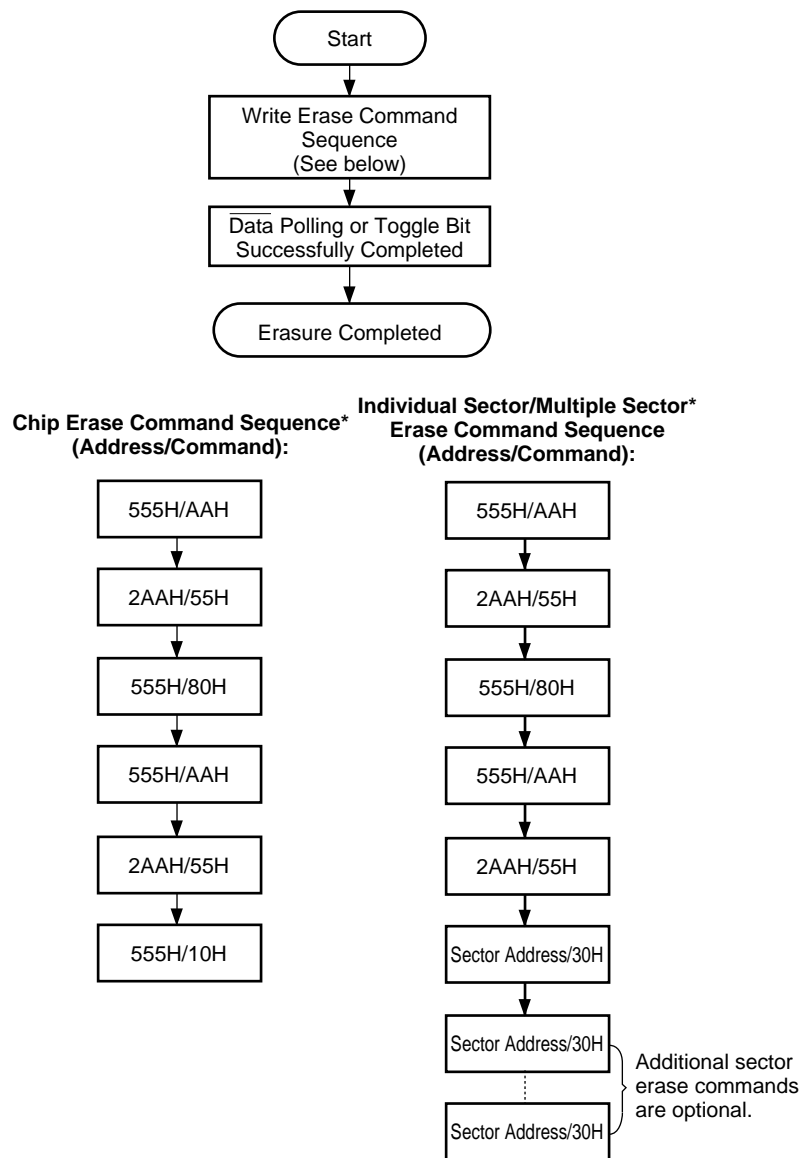 Start
Write Erase Command
Sequence
(See below)
Data Polling or Toggle Bit
Successfully Completed
Erasure Completed
Chip Erase Command Sequence*
(Address/Command):
555H/AAH
2AAH/55H
555H/80H
555H/AAH
2AAH/55H
555H/10H
Individual Sector/Multiple Sector*
Erase Command Sequence
(Address/Command):
555H/AAH
2AAH/55H
555H/80H
555H/AAH
2AAH/55H
Sector Address/30H
Sector Address/30H
Sector Address/30H
Additional sector
erase commands
are optional.